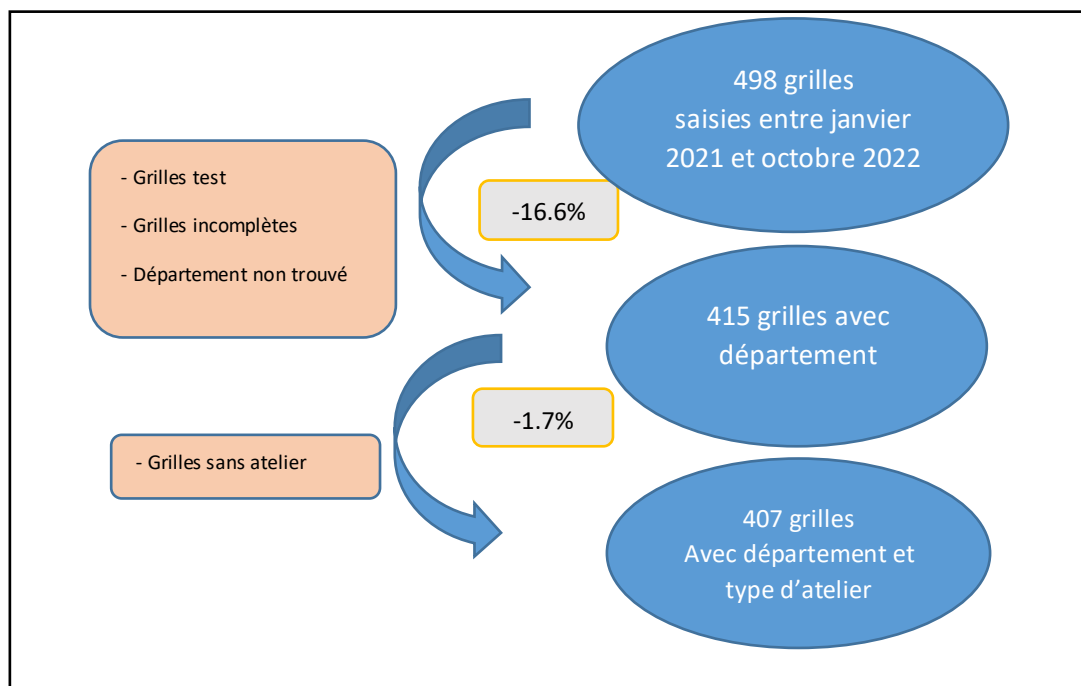 498 grilles
saisies entre janvier
2021 et octobre 2022
- Grilles test
- Grilles incomplètes
- Département non trouvé
-16.6%
415 grilles avec
département
-1.7%
- Grilles sans atelier
407 grilles
Avec département et
type d’atelier